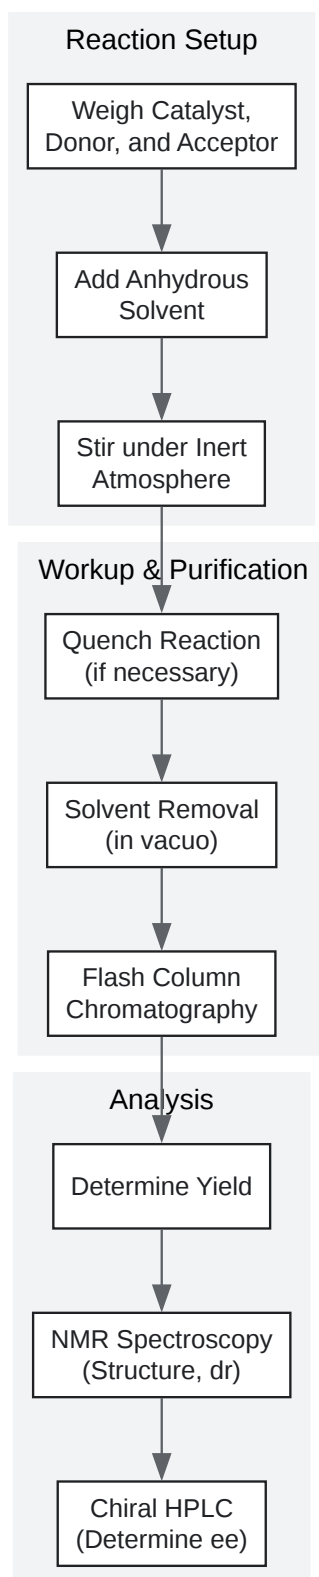 Reaction Setup
Weigh Catalyst,
Donor, and Acceptor
Add Anhydrous
Solvent
Stir under Inert
Atmosphere
Workup & Purification
Quench Reaction
(if necessary)
Solvent Removal
(in vacuo)
Flash Column
Chromatography
Analysis
Determine Yield
NMR Spectroscopy
(Structure, dr)
Chiral HPLC
(Determine ee)